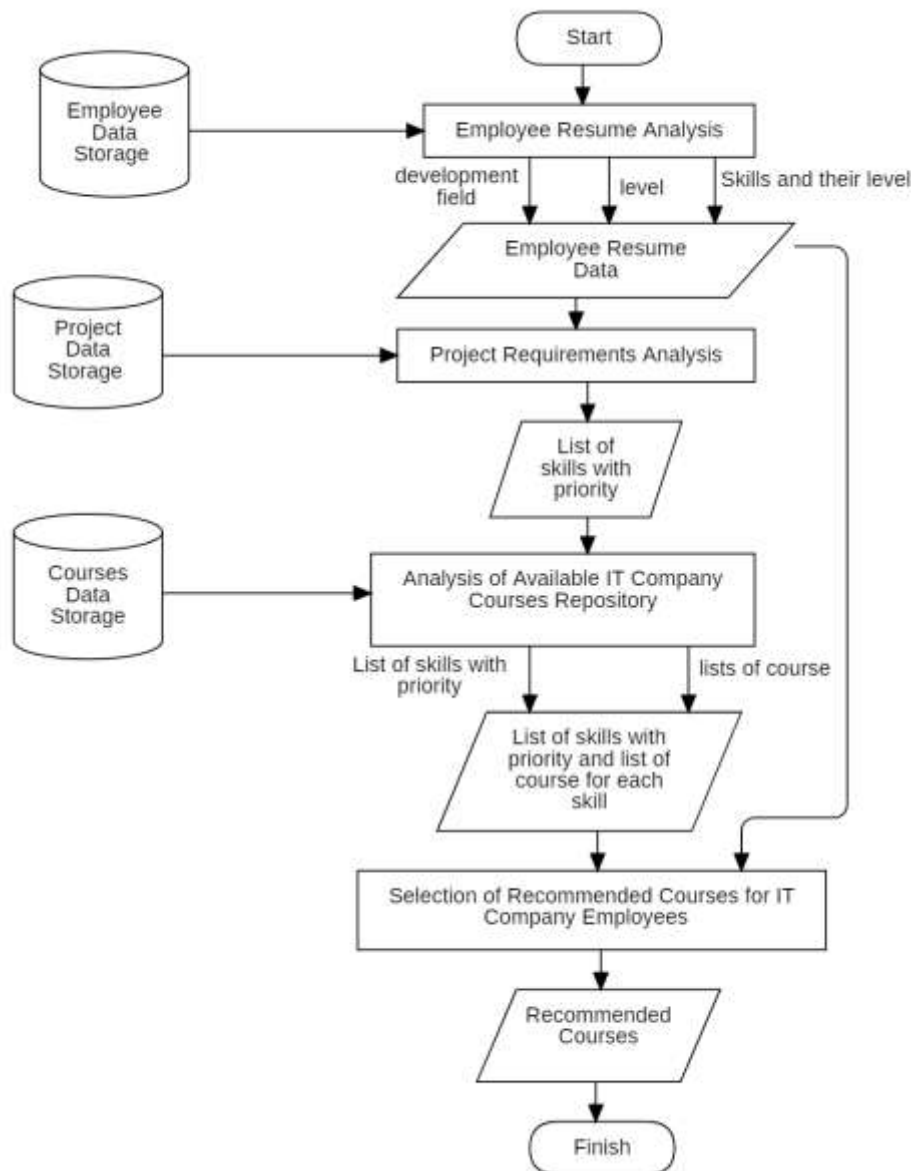 Start
Employee
Data
Storage
Employee Resume Analysis
development
field
level
Skills and their level
Employee Resume
Data
Project
Data
Storage
Project Requirements Analysis
List of
skills with
priority
Courses
Data
Storage
Analysis of Available IT Company
Courses Repository
List of skills with
priority
lists of course
List of skills with
priority and list of
course for each
skill
Selection of Recommended Courses for IT
Company Employees
Recommended
Courses
Finish